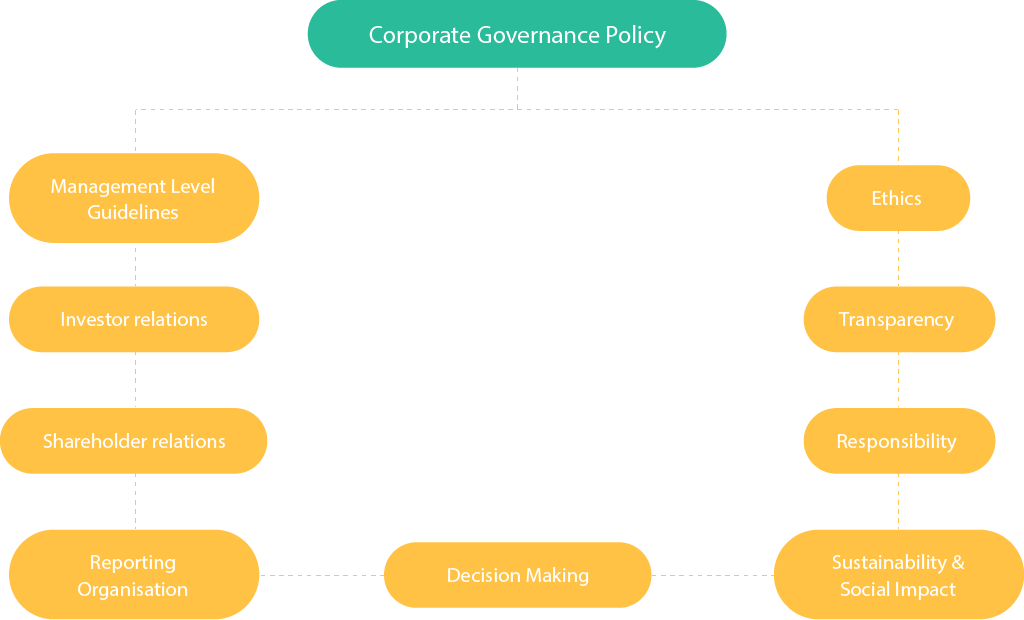 Corporate Governance Policy
Management Level
Guidelines
Ethics
Investor relations
Transparency
Shareholder relations
Responsibility
Reporting
Organisation
Decision Making
Sustainability &
Social Impact